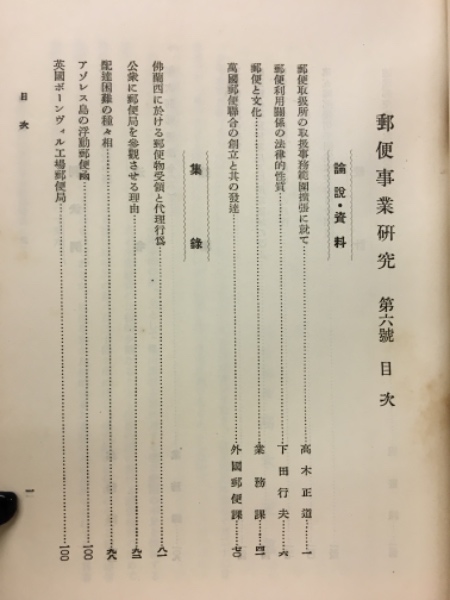 郵便事業研究 第六號 目次
論說・資料
郵便取扱所の取扱事務範圍擴張に就て……高木正道……一
郵便利用關係の法律的性質……下田行夫……六
郵便と文化……業務課……四一
萬國郵便聯合の創立と其の發達……外國郵便課……七〇
集錄
佛蘭西に於ける郵便物受領と代理行爲……八一
公衆に郵便局を參觀させる理由……九二
配達困難の種々相……九六
アゾレス島の浮動郵便凾……一〇〇
英國ボーンヴィル工場郵便局……一〇〇
目次
一